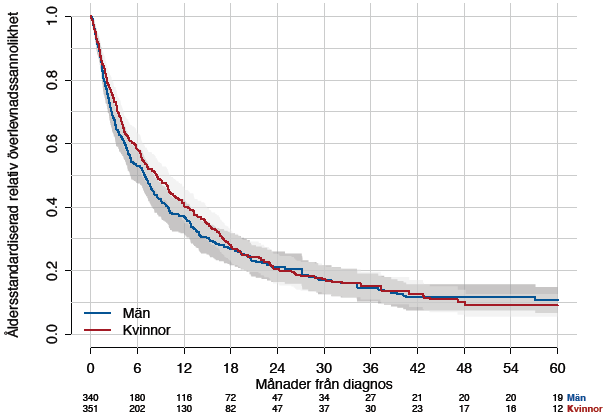 Åldersstandardiserad relativ överlevnadssannolikhet
1.0
0.8
0.6
0.4
0.2
0.0
Män
Kvinnor
0 6 12 18 24 30 36 42 48 54 60
Månader från diagnos
340 180 116 72 47 34 27 21 20 20 19 Män
351 202 130 82 47 37 30 23 17 16 12 Kvinnor